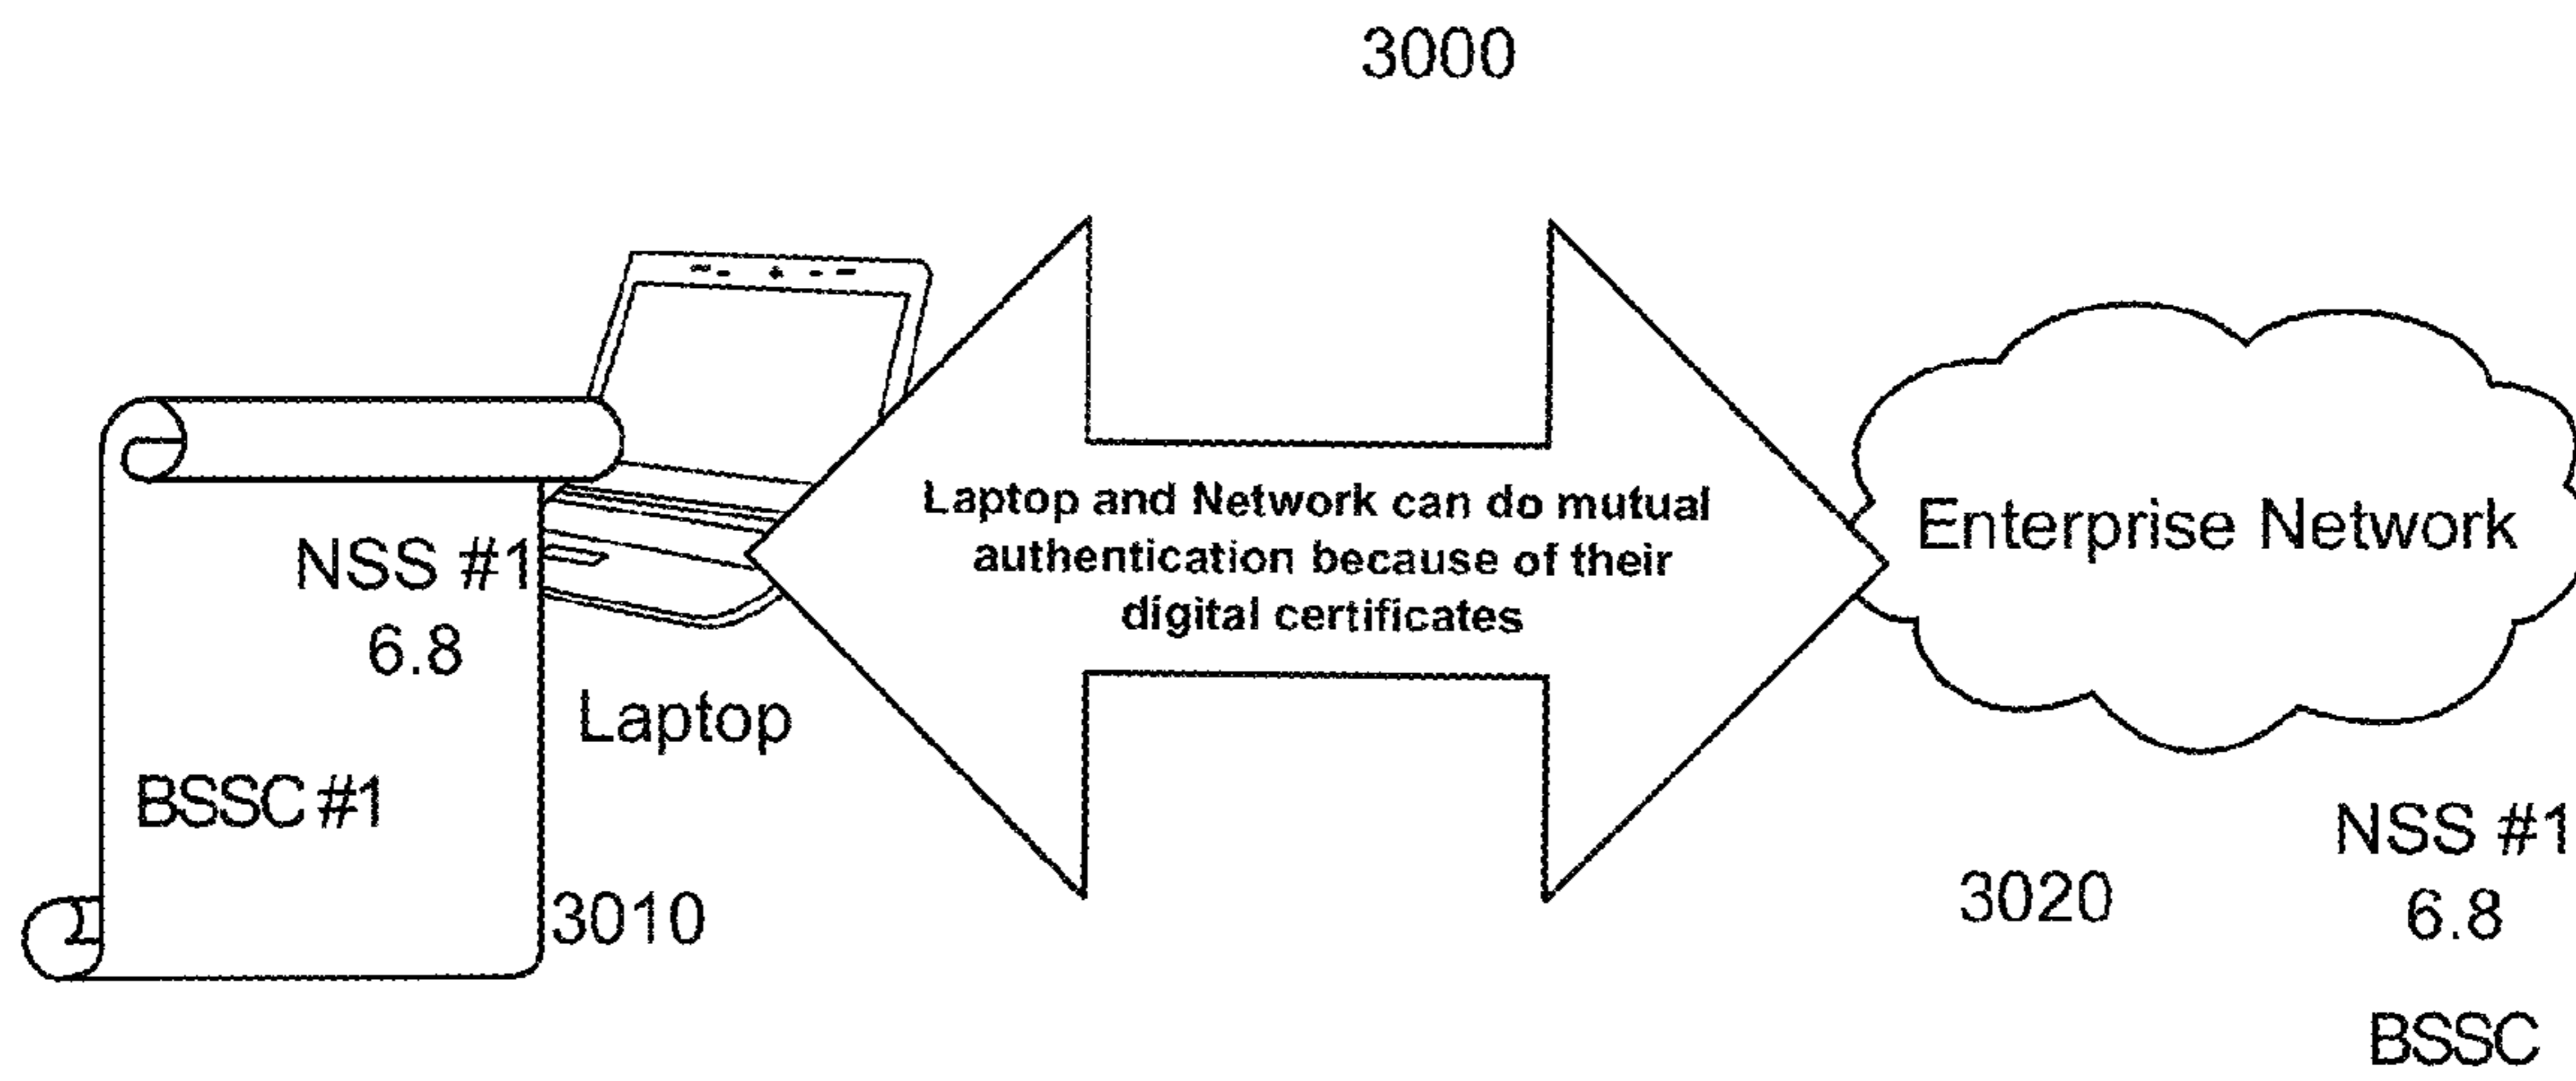 3000
Laptop and Network can do mutual
authentication because of their
digital certificates
Enterprise Network
NSS #1
6.8
BSSC #1
Laptop
3010
3020
NSS #1
6.8
BSSC